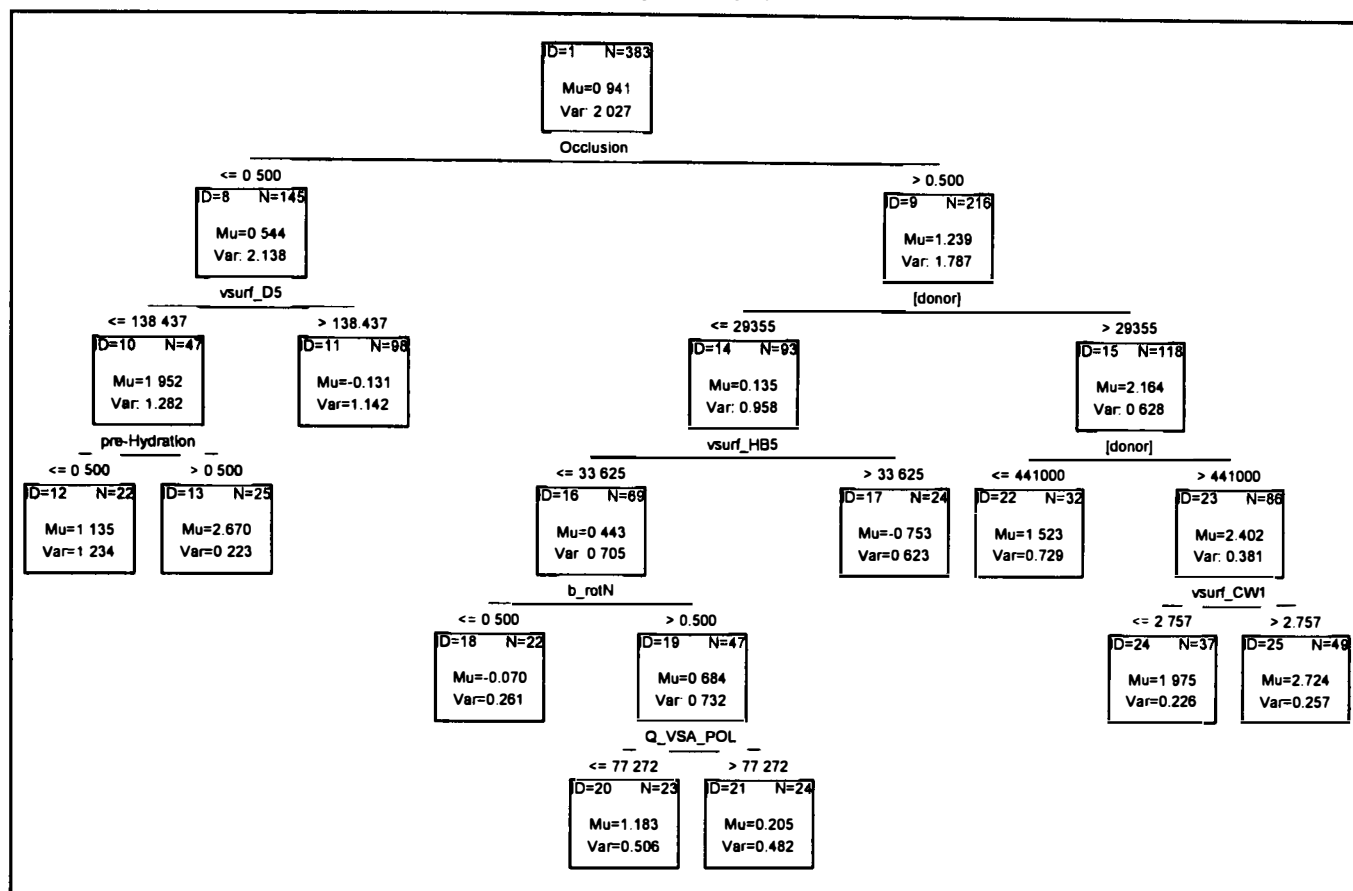 ID=1 N=383
Mu=0 941
Var: 2 027
Occlusion
<= 0 500
> 0.500
ID=8 N=145
Mu=0 544
Var: 2.138
vsurf_D5
ID=9 N=216
Mu=1.239
Var: 1.787
[donor]
<= 138 437
> 138.437
<= 29355
> 29355
ID=10 N=47
Mu=1 952
Var: 1.282
pre-Hydration
ID=11 N=98
Mu=-0.131
Var=1.142
ID=14 N=93
Mu=0.135
Var: 0.958
vsurf_HB5
ID=15 N=118
Mu=2.164
Var: 0 628
[donor]
<= 0 500
> 0 500
<= 33 625
> 33 625
<= 441000
> 441000
ID=12 N=22
Mu=1 135
Var=1 234
ID=13 N=25
Mu=2.670
Var=0 223
ID=16 N=69
Mu=0 443
Var 0 705
b_rotN
ID=17 N=24
Mu=-0 753
Var=0 623
ID=22 N=32
Mu=1 523
Var=0.729
ID=23 N=86
Mu=2.402
Var: 0.381
vsurf_CW1
<= 0 500
> 0.500
<= 2 757
> 2.757
ID=18 N=22
Mu=-0.070
Var=0.261
ID=19 N=47
Mu=0 684
Var: 0 732
Q_VSA_POL
ID=24 N=37
Mu=1 975
Var=0.226
ID=25 N=49
Mu=2.724
Var=0.257
<= 77 272
> 77 272
ID=20 N=23
Mu=1.183
Var=0.506
ID=21 N=24
Mu=0.205
Var=0.482